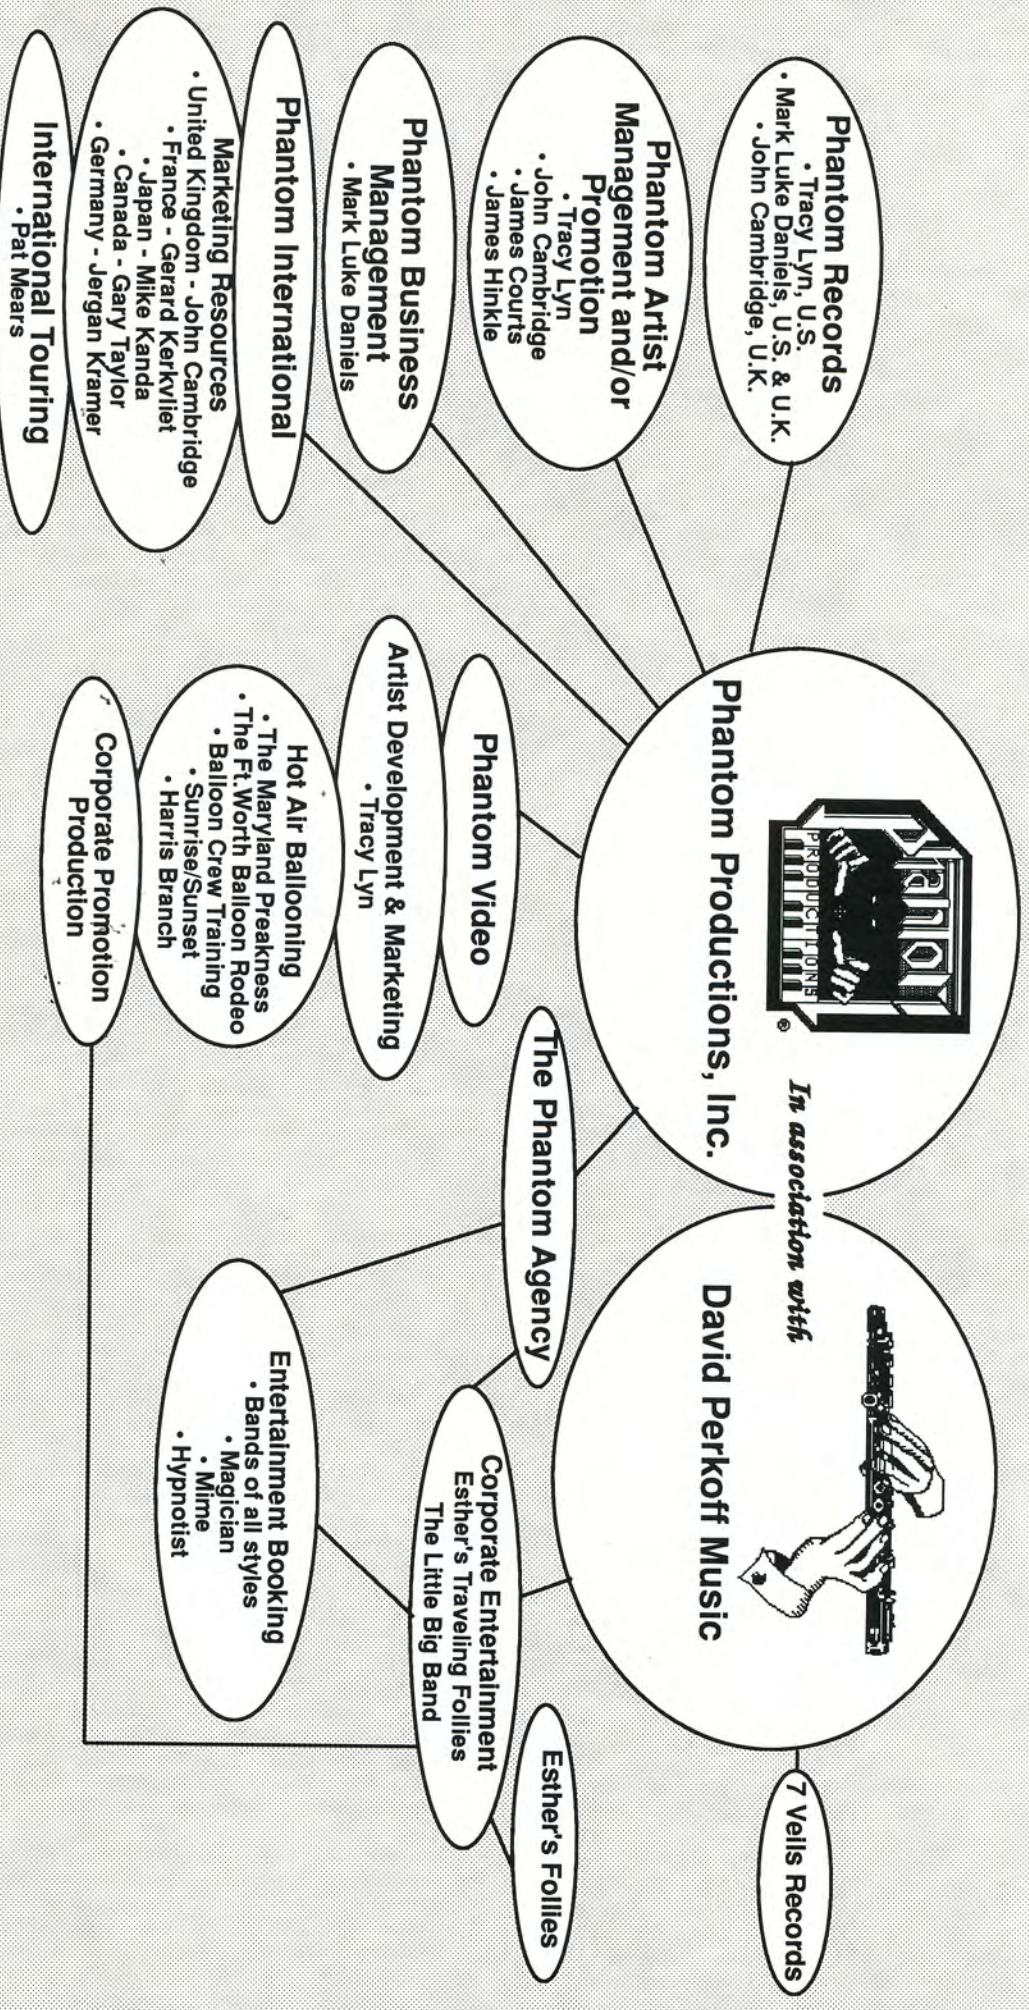 Phantom
PRODUCTIONS
®
Phantom Productions, Inc.
In association with
David Perkoff Music
7 Veils Records
Phantom Records
• Tracy Lyn, U.S.
• Mark Luke Daniels, U.S. & U.K.
• John Cambridge, U.K.
Phantom Artist
Management and/or
Promotion
• Tracy Lyn
• John Cambridge
• James Courts
• James Hinkle
Phantom Business
Management
• Mark Luke Daniels
Phantom International
Marketing Resources
• United Kingdom - John Cambridge
• France - Gerard Kerkvliet
• Japan - Mike Kanda
• Canada - Gary Taylor
• Germany - Jergan Kramer
International Touring
• Pat Mears
Phantom Video
Artist Development & Marketing
• Tracy Lyn
Hot Air Ballooning
• The Maryland Preakness
• The Ft.Worth Balloon Rodeo
• Balloon Crew Training
• Sunrise/Sunset
• Harris Branch
Corporate Promotion
Production
The Phantom Agency
Entertainment Booking
• Bands of all styles
• Magician
• Mime
• Hypnotist
Corporate Entertainment
Esther's Traveling Follies
The Little Big Band
Esther's Follies